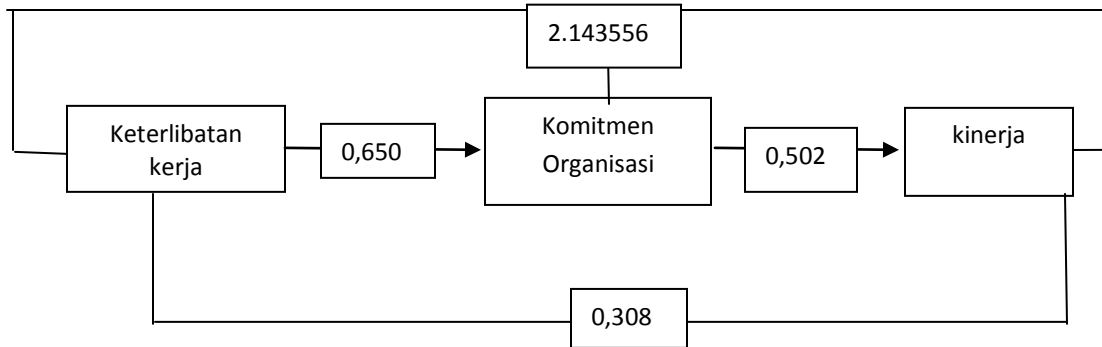 2.143556
Keterlibatan
kerja
0,650
Komitmen
Organisasi
0,502
kinerja
0,308